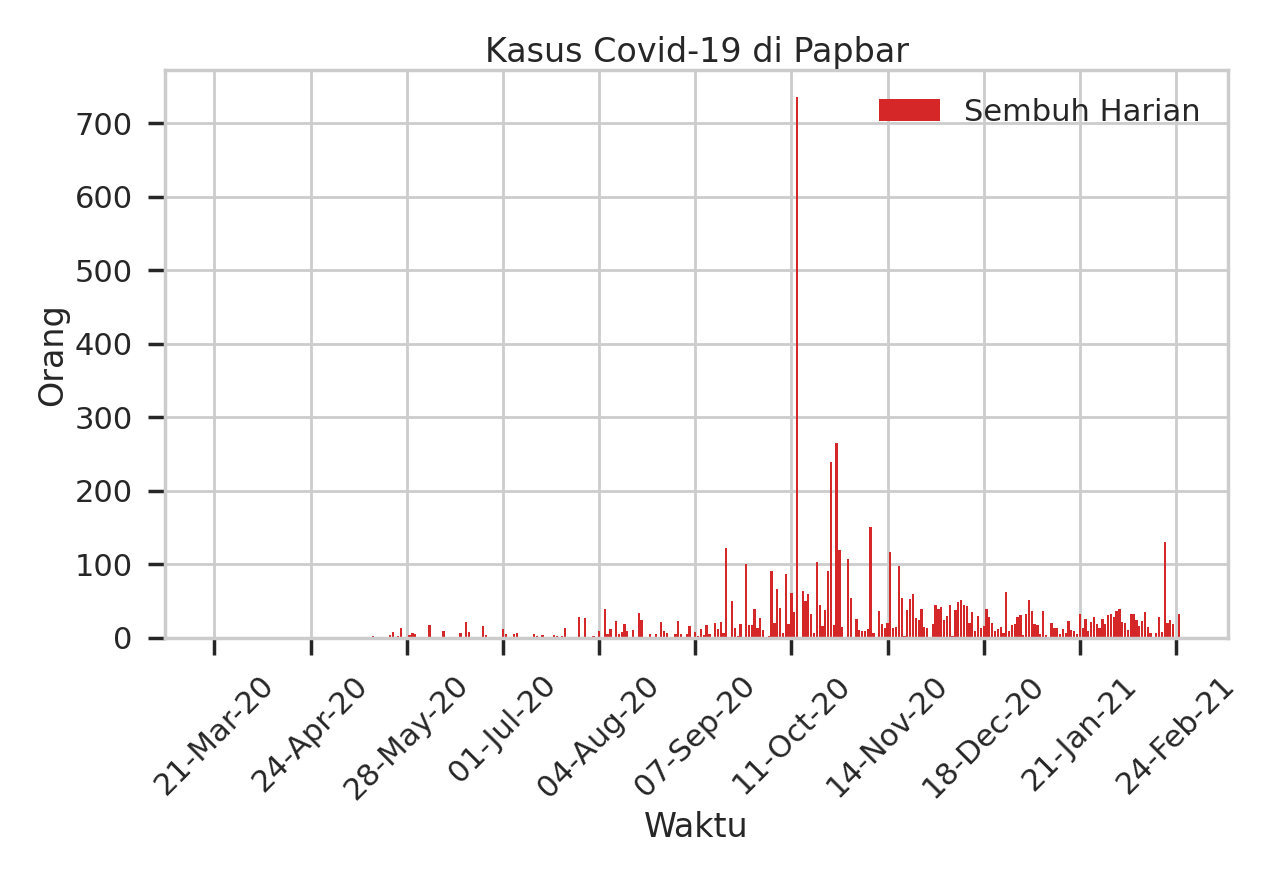 Kasus Covid-19 di Papbar
Sembuh Harian
Orang
700
600
500
400
300
200
100
0
21-Mar-20
24-Apr-20
28-May-20
01-Jul-20
04-Aug-20
07-Sep-20
11-Oct-20
14-Nov-20
18-Dec-20
21-Jan-21
24-Feb-21
Waktu